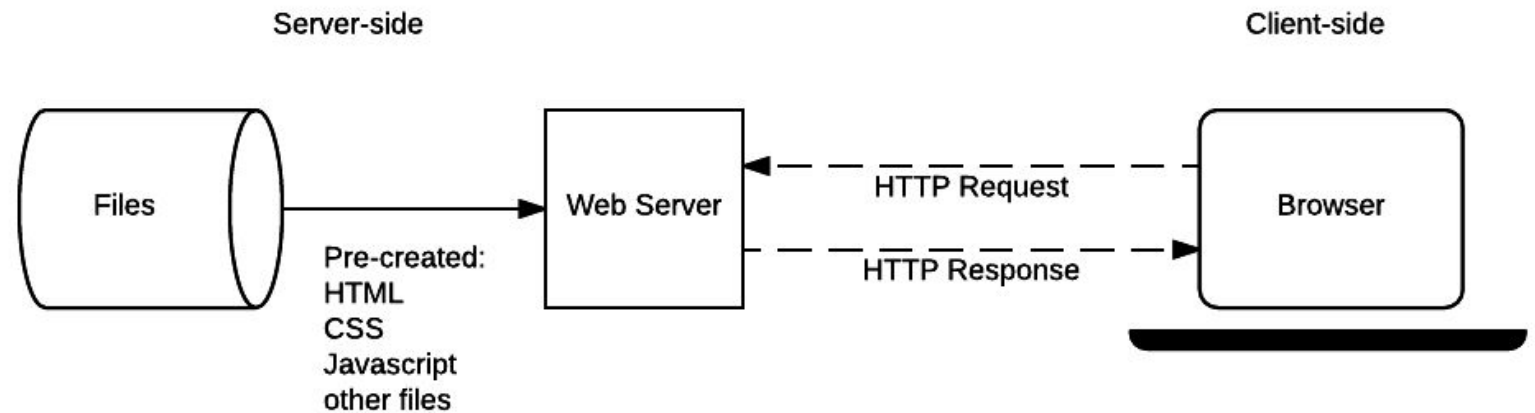 Server-side
Client-side
Files
Web Server
HTTP Request
Browser
Pre-created:
HTML
CSS
Javascript
other files
HTTP Response